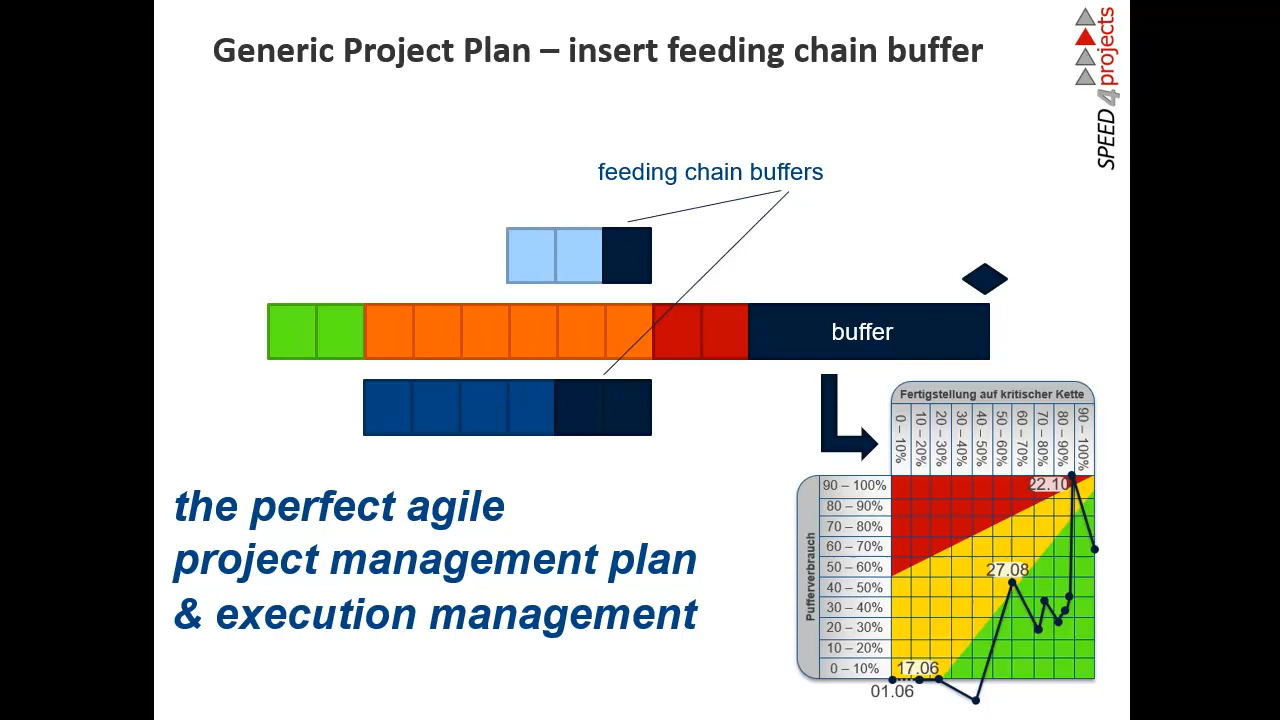 Generic Project Plan – insert feeding chain buffer
SPEED4projects
feeding chain buffers
buffer
the perfect agile
project management plan
& execution management
Fertigstellung auf kritischer Kette
0 – 10%
10 – 20%
20 – 30%
30 – 40%
40 – 50%
50 – 60%
60 – 70%
70 – 80%
80 – 90%
90 – 100%
Pufferverbrauch
90 – 100%
80 – 90%
70 – 80%
60 – 70%
50 – 60%
40 – 50%
30 – 40%
20 – 30%
10 – 20%
0 – 10%
22.10
27.08
17.06
01.06